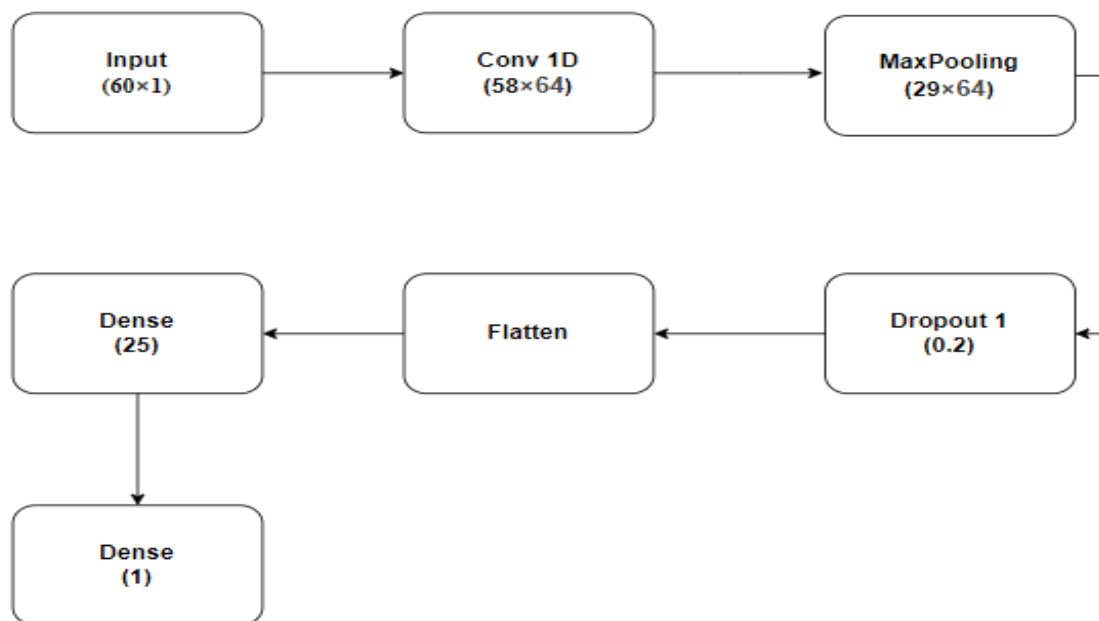 Input
(60×1)
Conv 1D
(58×64)
MaxPooling
(29×64)
Dropout 1
(0.2)
Flatten
Dense
(25)
Dense
(1)